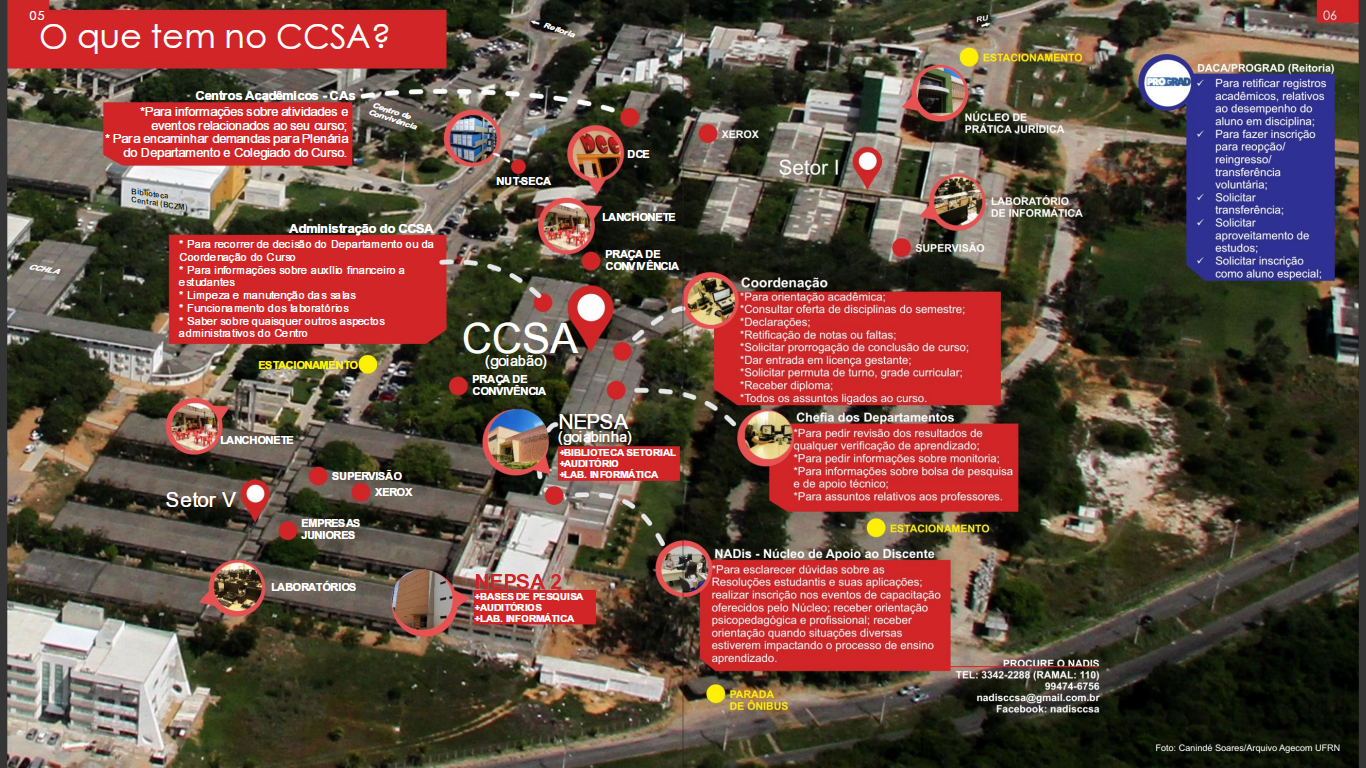 05
O que tem no CCSA?
06
Reitoria
RU
ESTACIONAMENTO
Centros Acadêmicos - CAs
*Para informações sobre atividades e
eventos relacionados ao seu curso;
* Para encaminhar demandas para Plenária
do Departamento e Colegiado do Curso.
Centro de
Convivência
NUT-SECA
DCE
DCE
XEROX
LANCHONETE
PRAÇA DE
CONVIVÊNCIA
Setor I
NÚCLEO DE
PRÁTICA JURÍDICA
LABORATÓRIO
DE INFORMÁTICA
SUPERVISÃO
PROGRAD
DACA/PROGRAD (Reitoria)
✓ Para retificar registros
acadêmicos, relativos
ao desempenho do
aluno em disciplina;
✓ Para fazer inscrição
para reopção/
reingresso/
transferência
voluntária;
✓ Solicitar
transferência;
✓ Solicitar
aproveitamento de
estudos;
✓ Solicitar inscrição
como aluno especial;
Biblioteca
Central (BCZM)
CCHLA
Administração do CCSA
* Para recorrer de decisão do Departamento ou da
Coordenação do Curso
* Para informações sobre auxílio financeiro a
estudantes
* Limpeza e manutenção das salas
* Funcionamento dos laboratórios
* Saber sobre quaisquer outros aspectos
administrativos do Centro
ESTACIONAMENTO
CCSA
(goiabão)
PRAÇA DE
CONVIVÊNCIA
Coordenação
*Para orientação acadêmica;
*Consultar oferta de disciplinas do semestre;
*Declarações;
*Retificação de notas ou faltas;
*Solicitar prorrogação de conclusão de curso;
*Dar entrada em licença gestante;
*Solicitar permuta de turno, grade curricular;
*Receber diploma;
*Todos os assuntos ligados ao curso.
NEPSA
(goiabinha)
+BIBLIOTECA SETORIAL
+AUDITÓRIO
+LAB. INFORMÁTICA
Chefia dos Departamentos
*Para pedir revisão dos resultados de
qualquer verificação de aprendizado;
*Para pedir informações sobre monitoria;
*Para informações sobre bolsa de pesquisa
e de apoio técnico;
*Para assuntos relativos aos professores.
ESTACIONAMENTO
LANCHONETE
SUPERVISÃO
XEROX
Setor V
EMPRESAS
JUNIORES
LABORATÓRIOS
NEPSA 2
+BASES DE PESQUISA
+AUDITÓRIOS
+LAB. INFORMÁTICA
NADis - Núcleo de Apoio ao Discente
*Para esclarecer dúvidas sobre as
Resoluções estudantis e suas aplicações;
realizar inscrição nos eventos de capacitação
oferecidos pelo Núcleo; receber orientação
psicopedagógica e profissional; receber
orientação quando situações diversas
estiverem impactando o processo de ensino
aprendizado.
PROCURE O NADIS
TEL: 3342-2288 (RAMAL: 110)
99474-6756
nadisccsa@gmail.com.br
Facebook: nadisccsa
PARADA
DE ÔNIBUS
Foto: Canindé Soares/Arquivo Agecom UFRN